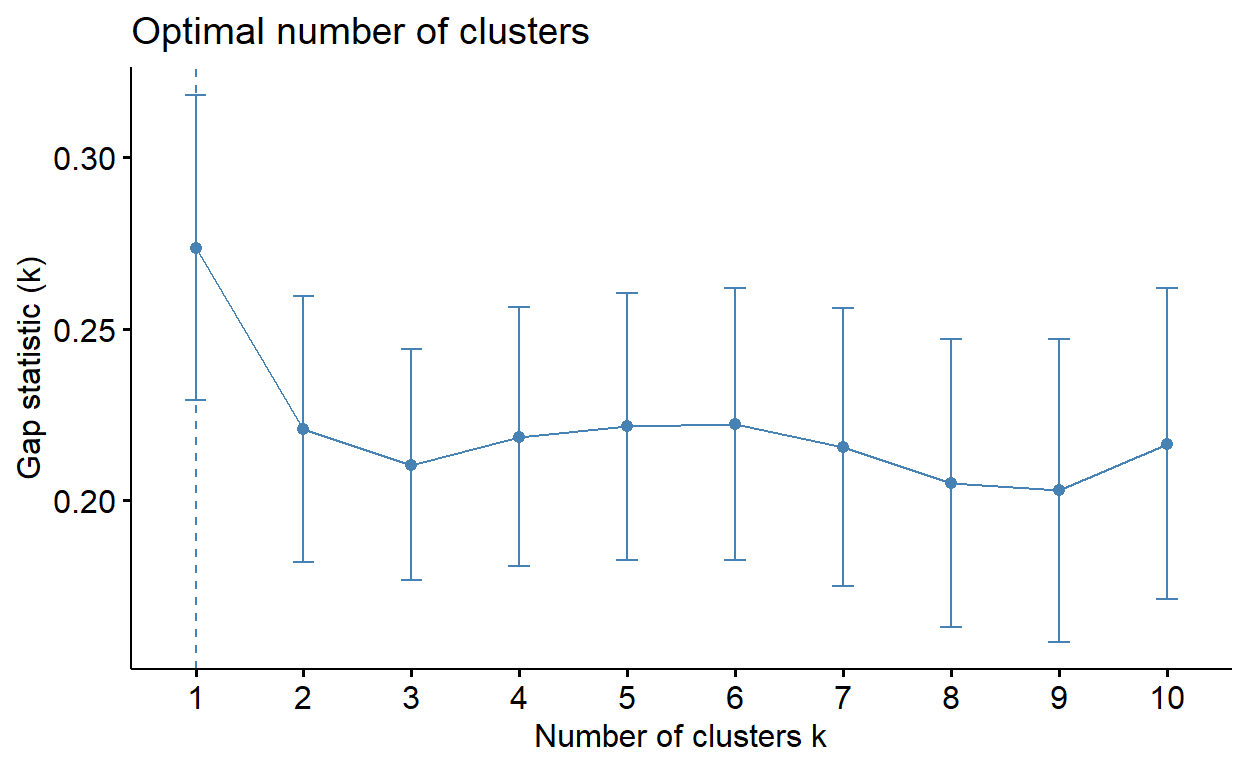 Optimal number of clusters
Gap statistic (k)
0.30
0.25
0.20
1 2 3 4 5 6 7 8 9 10
Number of clusters k